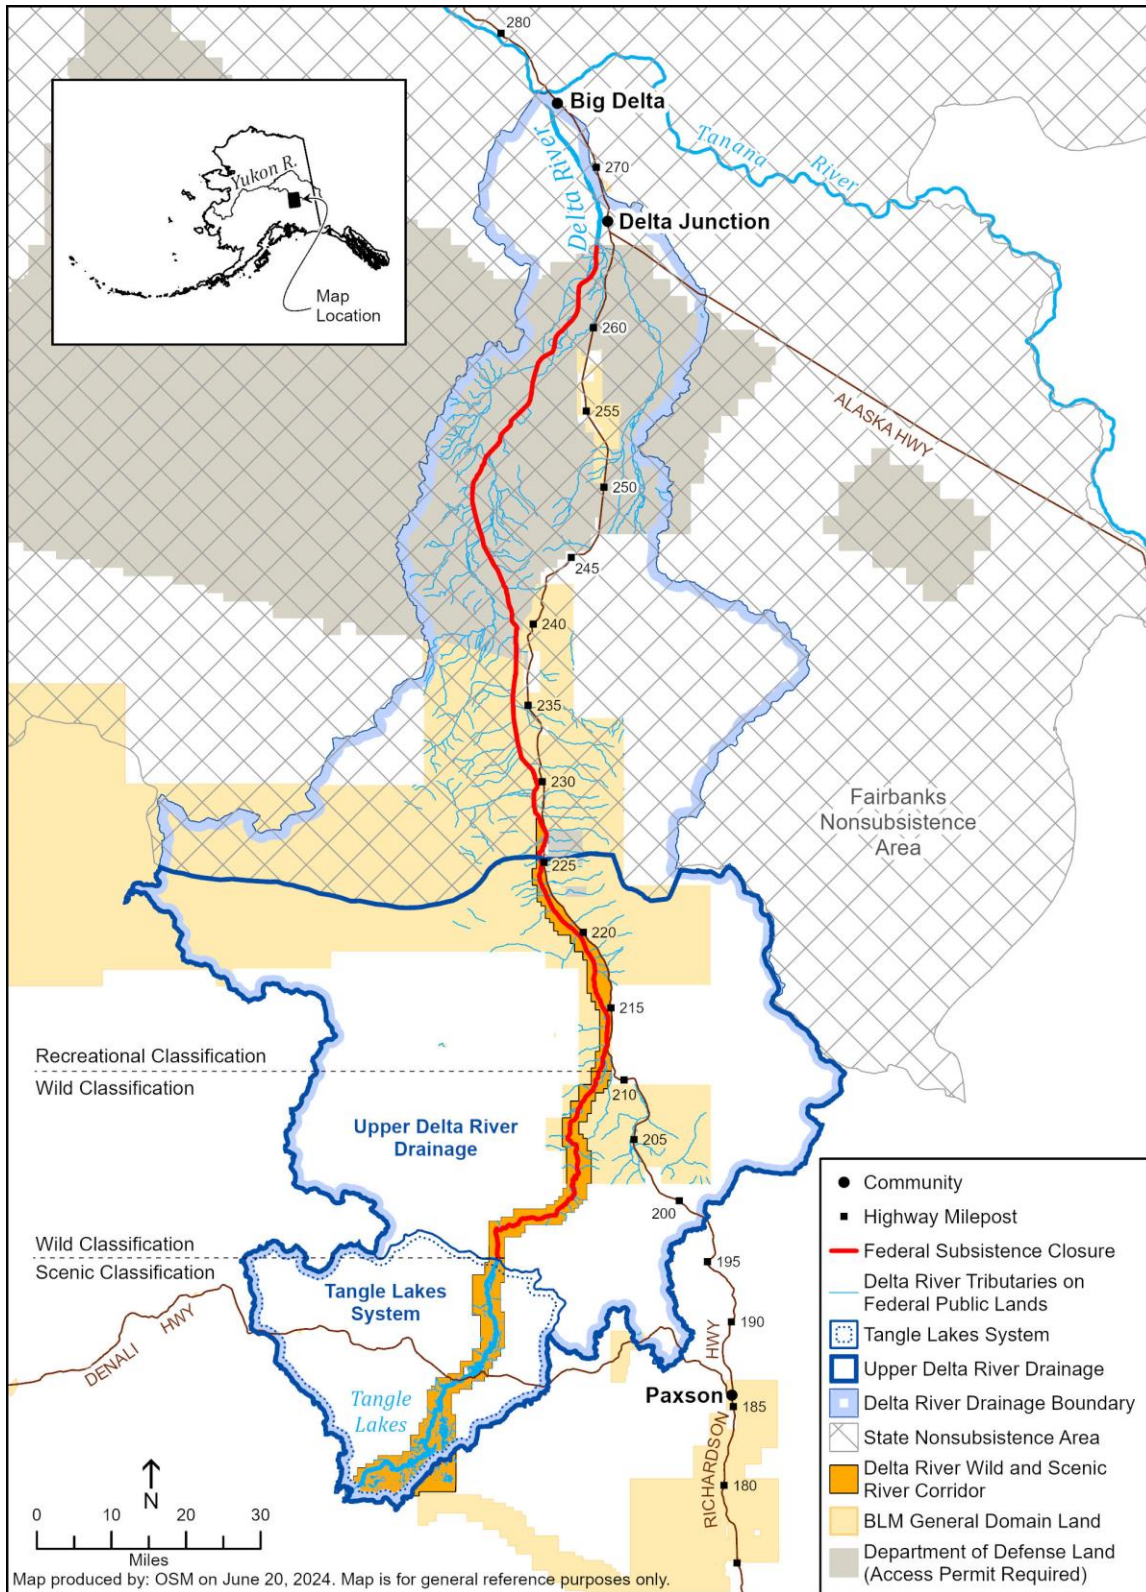 280
Big Delta
Tanana
River
Yukon R.
Map
Location
Delta River
270
Delta Junction
260
255
ALASKA HWY
250
245
240
235
230
Fairbanks
Nonsubsistence
Area
225
220
215
Recreational Classification
Wild Classification
210
Upper Delta River
Drainage
205
200
Wild Classification
Scenic Classification
195
Tangle Lakes
System
DENALI HWY
190
RICHARDSON HWY
Paxson
185
Tangle
Lakes
180
N
0 10 20 30
Miles
Map produced by: OSM on June 20, 2024. Map is for general reference purposes only.
Community
Highway Milepost
Federal Subsistence Closure
Delta River Tributaries on
Federal Public Lands
Tangle Lakes System
Upper Delta River Drainage
Delta River Drainage Boundary
State Nonsubsistence Area
Delta River Wild and Scenic
River Corridor
BLM General Domain Land
Department of Defense Land
(Access Permit Required)